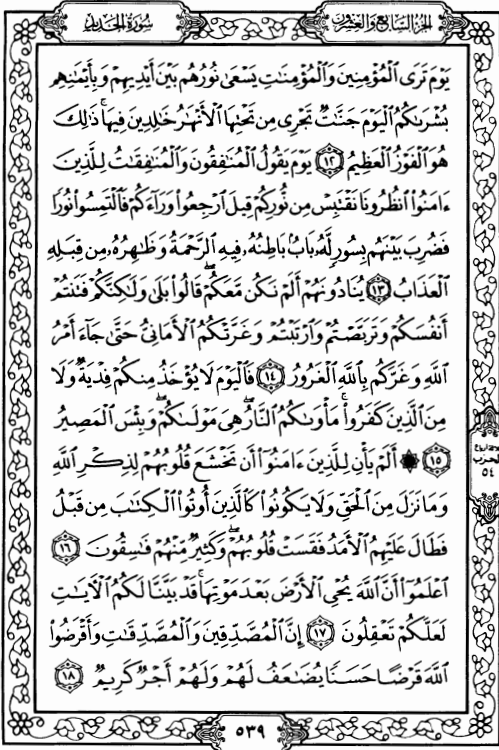 سورة الحديد
الجزء السابع والعشرون
يَوْمَ تَرَى ٱلْمُؤْمِنِينَ وَٱلْمُؤْمِنَٰتِ يَسْعَىٰ نُورُهُم بَيْنَ أَيْدِيهِمْ وَبِأَيْمَٰنِهِم
بُشْرَىٰكُمُ ٱلْيَوْمَ جَنَّٰتٌ تَجْرِى مِن تَحْتِهَا ٱلْأَنْهَٰرُ خَٰلِدِينَ فِيهَا ۚ ذَٰلِكَ
هُوَ ٱلْفَوْزُ ٱلْعَظِيمُ ١٢ يَوْمَ يَقُولُ ٱلْمُنَٰفِقُونَ وَٱلْمُنَٰفِقَٰتُ لِلَّذِينَ
ءَامَنُوا۟ ٱنظُرُونَا نَقْتَبِسْ مِن نُّورِكُمْ قِيلَ ٱرْجِعُوا۟ وَرَآءَكُمْ فَٱلْتَمِسُوا۟ نُورًا
فَضُرِبَ بَيْنَهُم بِسُورٍ لَّهُۥ بَابٌۢ بَاطِنُهُۥ فِيهِ ٱلرَّحْمَةُ وَظَٰهِرُهُۥ مِن قِبَلِهِ
ٱلْعَذَابُ ١٣ يُنَادُونَهُمْ أَلَمْ نَكُن مَّعَكُمْ ۖ قَالُوا۟ بَلَىٰ وَلَٰكِنَّكُمْ فَتَنتُمْ
أَنفُسَكُمْ وَتَرَبَّصْتُمْ وَٱرْتَبْتُمْ وَغَرَّتْكُمُ ٱلْأَمَانِىُّ حَتَّىٰ جَآءَ أَمْرُ
ٱللَّهِ وَغَرَّكُم بِٱللَّهِ ٱلْغَرُورُ ١٤ فَٱلْيَوْمَ لَا يُؤْخَذُ مِنكُمْ فِدْيَةٌ وَلَا
مِنَ ٱلَّذِينَ كَفَرُوا۟ ۚ مَأْوَىٰكُمُ ٱلنَّارُ ۖ هِىَ مَوْلَىٰكُمْ ۖ وَبِئْسَ ٱلْمَصِيرُ
١٥ ۞ أَلَمْ يَأْنِ لِلَّذِينَ ءَامَنُوٓا۟ أَن تَخْشَعَ قُلُوبُهُمْ لِذِكْرِ ٱللَّهِ
وَمَا نَزَلَ مِنَ ٱلْحَقِّ وَلَا يَكُونُوا۟ كَٱلَّذِينَ أُوتُوا۟ ٱلْكِتَٰبَ مِن قَبْلُ
فَطَالَ عَلَيْهِمُ ٱلْأَمَدُ فَقَسَتْ قُلُوبُهُمْ ۖ وَكَثِيرٌ مِّنْهُمْ فَٰسِقُونَ ١٦
ٱعْلَمُوٓا۟ أَنَّ ٱللَّهَ يُحْىِ ٱلْأَرْضَ بَعْدَ مَوْتِهَا ۚ قَدْ بَيَّنَّا لَكُمُ ٱلْءَايَٰتِ
لَعَلَّكُمْ تَعْقِلُونَ ١٧ إِنَّ ٱلْمُصَّدِّقِينَ وَٱلْمُصَّدِّقَٰتِ وَأَقْرَضُوا۟
ٱللَّهَ قَرْضًا حَسَنًا يُضَٰعَفُ لَهُمْ وَلَهُمْ أَجْرٌ كَرِيمٌ ١٨
الحزب
٥٤
٥٣٩